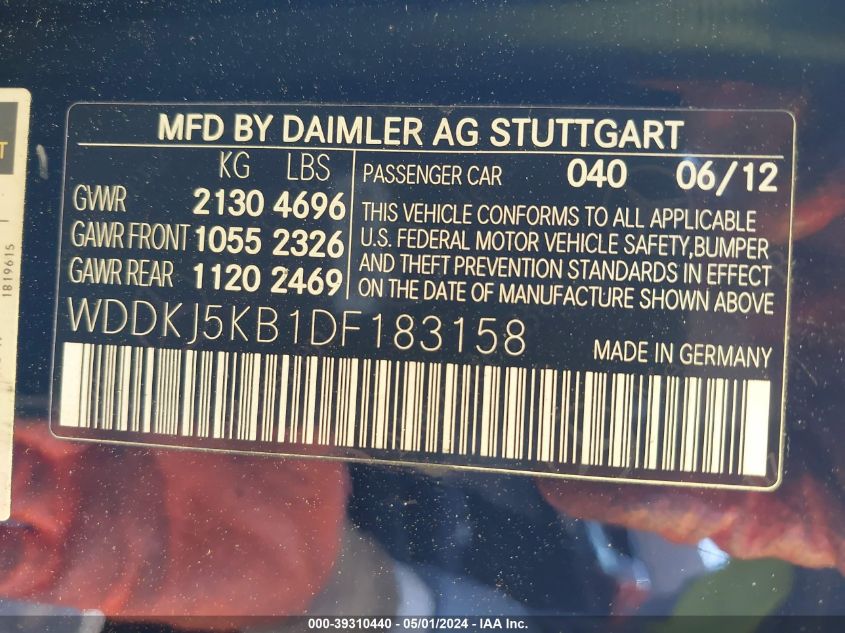 MFD BY DAIMLER AG STUTTGART
KG LBS
GVWR 2130 4696
GAWR FRONT 1055 2326
GAWR REAR 1120 2469
PASSENGER CAR 040 06/12
THIS VEHICLE CONFORMS TO ALL APPLICABLE
U.S. FEDERAL MOTOR VEHICLE SAFETY,BUMPER
AND THEFT PREVENTION STANDARDS IN EFFECT
ON THE DATE OF MANUFACTURE SHOWN ABOVE
WDDKJ5KB1DF183158
MADE IN GERMANY
1819615
000-39310440 - 05/01/2024 - IAA Inc.